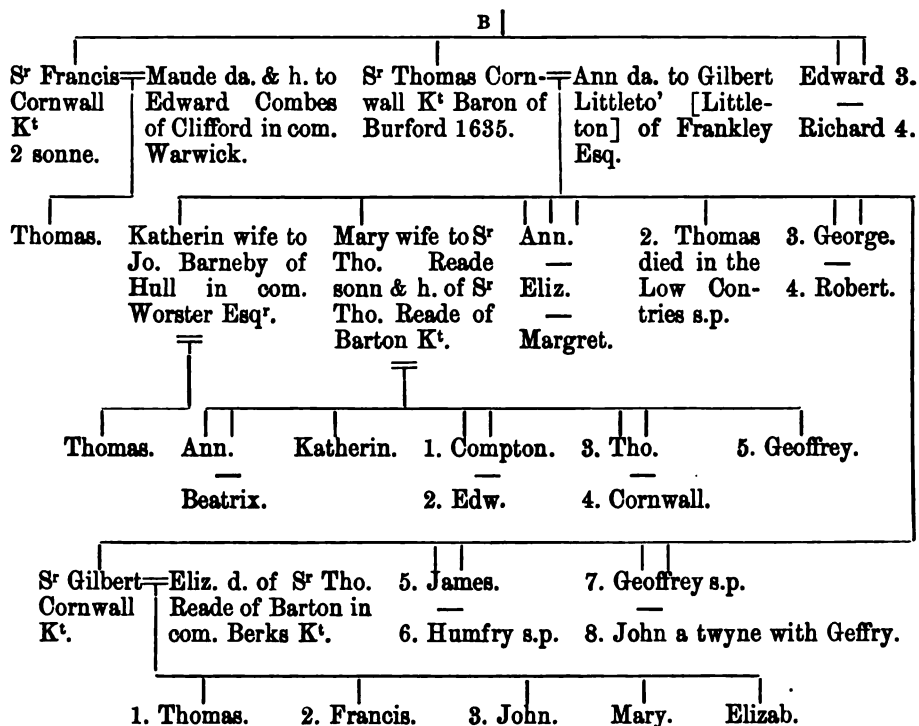 B
Sʳ Francis
Cornwall
Kᵗ
2 sonne.
Maude da. & h. to
Edward Combes
of Clifford in com.
Warwick.
Sʳ Thomas Corn-
wall Kᵗ Baron of
Burford 1635.
Ann da. to Gilbert
Littleto' [Little-
ton] of Frankley
Esq.
Edward 3.
—
Richard 4.
Thomas.
Katherin wife to
Jo. Barneby of
Hull in com.
Worster Esqʳ.
Mary wife to Sʳ
Tho. Reade
sonn & h. of Sʳ
Tho. Reade of
Barton Kᵗ.
Ann.
—
Eliz.
—
Margret.
2. Thomas
died in the
Low Con-
tries s.p.
3. George.
—
4. Robert.
Thomas.
Ann.
—
Beatrix.
Katherin.
1. Compton.
—
2. Edw.
3. Tho.
—
4. Cornwall.
5. Geoffrey.
Sʳ Gilbert
Cornwall
Kᵗ.
Eliz. d. of Sʳ Tho.
Reade of Barton in
com. Berks Kᵗ.
5. James.
—
6. Humfry s.p.
7. Geoffrey s.p.
—
8. John a twyne with Geffry.
1. Thomas.
2. Francis.
3. John.
Mary.
Elizab.